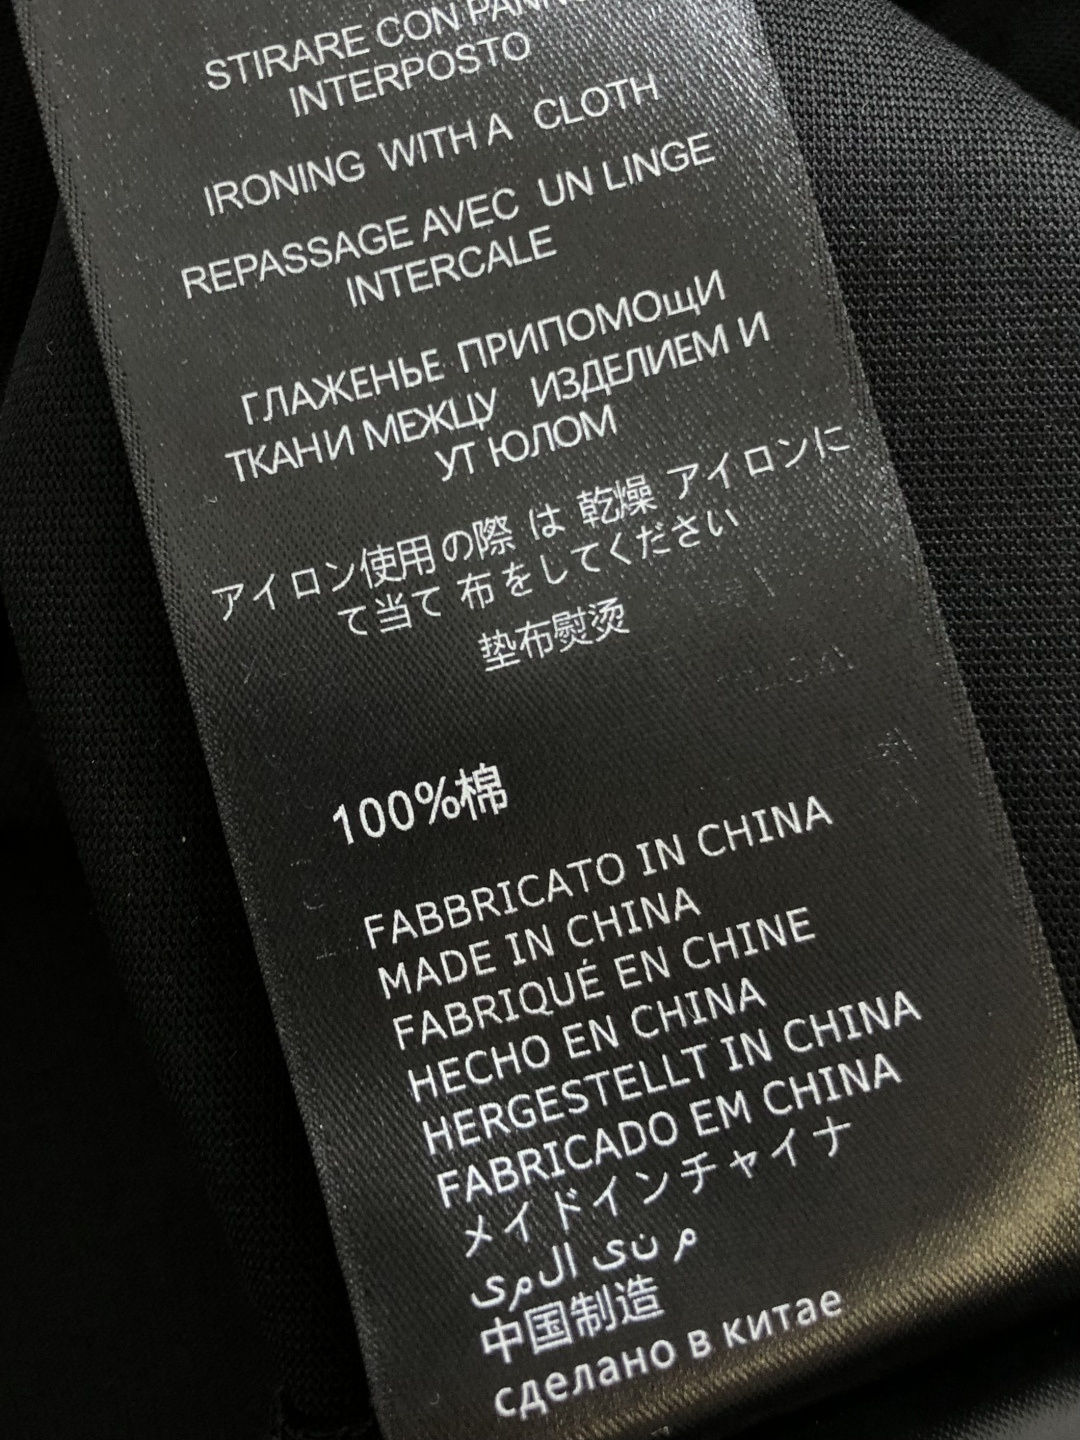 STIRARE CON PANNO
INTERPOSTO
IRONING WITH A CLOTH
REPASSAGE AVEC UN LINGE
INTERCALE
ГЛАЖЕНЬЕ ПРИПОМОщИ
ТКАНИ МЕЖЦУ ИЗДЕЛИЕМ И
УТ ЮЛОМ
アイロン使用の際 は 乾燥 アイロンに
て当て 布をしてください
垫布熨烫
100%棉
FABBRICATO IN CHINA
MADE IN CHINA
FABRIQUÉ EN CHINE
HECHO EN CHINA
HERGESTELLT IN CHINA
FABRICADO EM CHINA
メイドインチャイナ
م نى المى
中国制造
сделано в китае